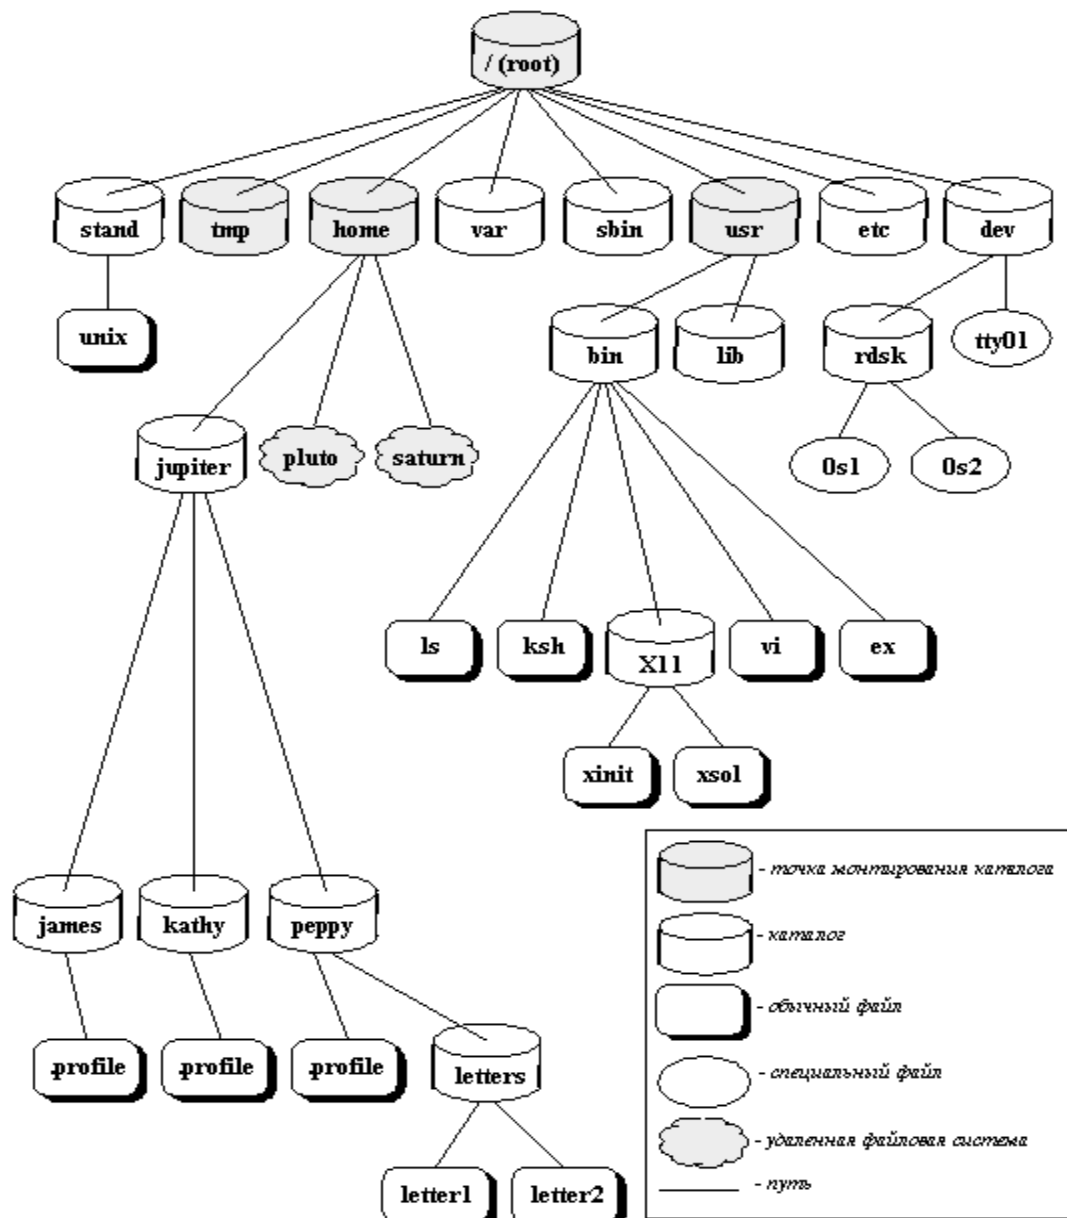 / (root)
stand tmp home var sbin usr etc dev
unix bin lib rdsk tty01
jupiter pluto saturn 0s1 0s2
ls ksh X11 vi ex
xinit xsol
james kathy peppy
.profile .profile .profile letters
letter1 letter2
- точка монтирования каталога
- каталог
- обычный файл
- специальный файл
- удаленная файловая система
- путь